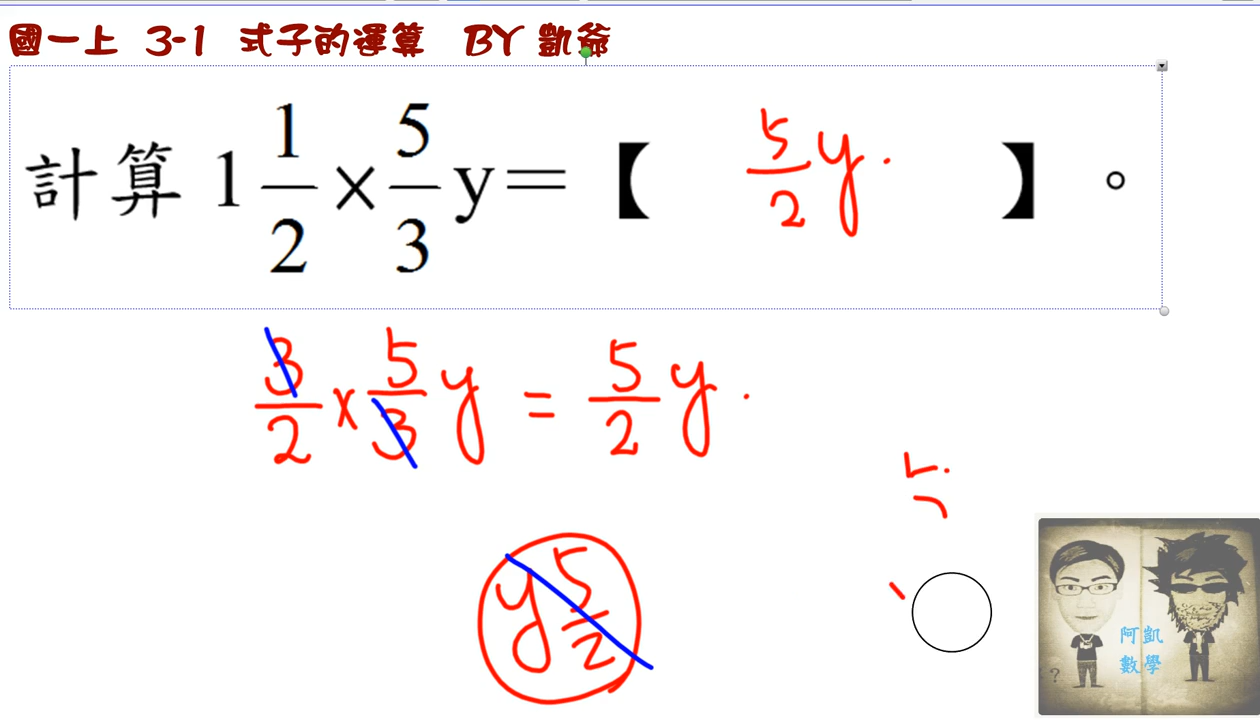 國一上 3-1 式子的運算 BY 凱爺
計算 1 1/2 × 5/3 y = 【 5/2 y. 】。
3/2 × 5/3 y = 5/2 y.
y 5/2
阿凱
數學
?